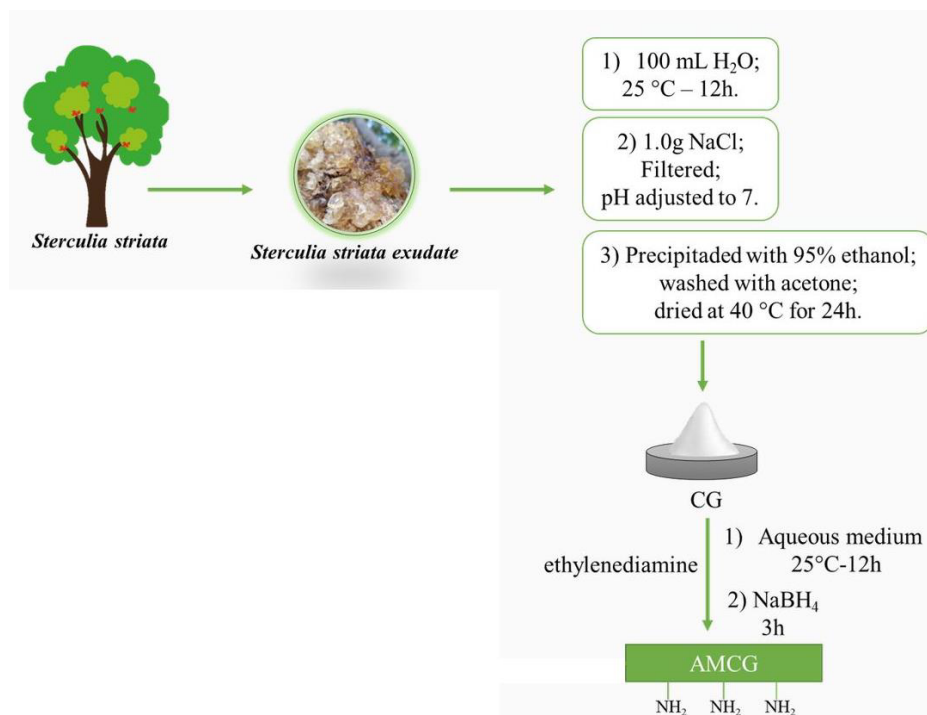 Sterculia striata
Sterculia striata exudate
1) 100 mL H₂O;
25 °C – 12h.
2) 1.0g NaCl;
Filtered;
pH adjusted to 7.
3) Precipitaded with 95% ethanol;
washed with acetone;
dried at 40 °C for 24h.
CG
ethylenediamine
1) Aqueous medium
25°C-12h
2) NaBH₄
3h
AMCG
NH₂ NH₂ NH₂